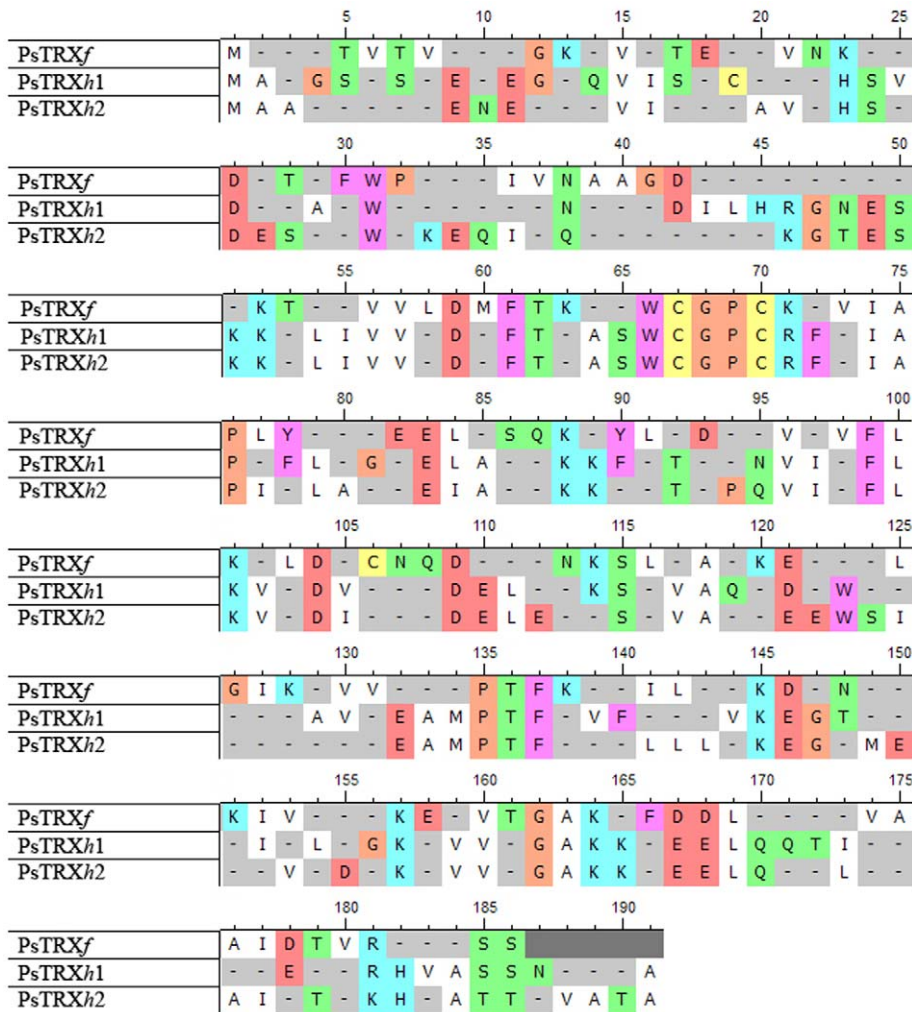 5 10 15 20 25
PsTRXf M - - - T V T V - - - G K - V - T E - - V N K - -
PsTRXh1 M A - G S - S - E - E G - Q V I S - C - - - H S V
PsTRXh2 M A A - - - - - E N E - - - V I - - - A V - H S -
30 35 40 45 50
PsTRXf D - T - F W P - - - I V N A A G D - - - - - - - -
PsTRXh1 D - - A - W - - - - - - N - - - D I L H R G N E S
PsTRXh2 D E S - - W - K E Q I - Q - - - - - - - K G T E S
55 60 65 70 75
PsTRXf - K T - - V V L D M F T K - - W C G P C K - V I A
PsTRXh1 K K - L I V V - D - F T - A S W C G P C R F - I A
PsTRXh2 K K - L I V V - D - F T - A S W C G P C R F - I A
80 85 90 95 100
PsTRXf P L Y - - - E E L - S Q K - Y L - D - - V - V F L
PsTRXh1 P - F L - G - E L A - - K K F - T - - N V I - F L
PsTRXh2 P I - L A - - E I A - - K K - - T - P Q V I - F L
105 110 115 120 125
PsTRXf K - L D - C N Q D - - - N K S L - A - K E - - - L
PsTRXh1 K V - D V - - - D E L - - K S - V A Q - D - W - -
PsTRXh2 K V - D I - - - D E L E - - S - V A - - E E W S I
130 135 140 145 150
PsTRXf G I K - V V - - - P T F K - - I L - - K D - N - -
PsTRXh1 - - - A V - E A M P T F - V F - - - V K E G T - -
PsTRXh2 - - - - - - E A M P T F - - - L L L - K E G - M E
155 160 165 170 175
PsTRXf K I V - - - K E - V T G A K - F D D L - - - - V A
PsTRXh1 - I - L - G K - V V - G A K K - E E L Q Q T I - -
PsTRXh2 - - V - D - K - V V - G A K K - E E L Q - - L - -
180 185 190
PsTRXf A I D T V R - - - S S
PsTRXh1 - - E - - R H V A S S N - - - A
PsTRXh2 A I - T - K H - A T T - V A T A